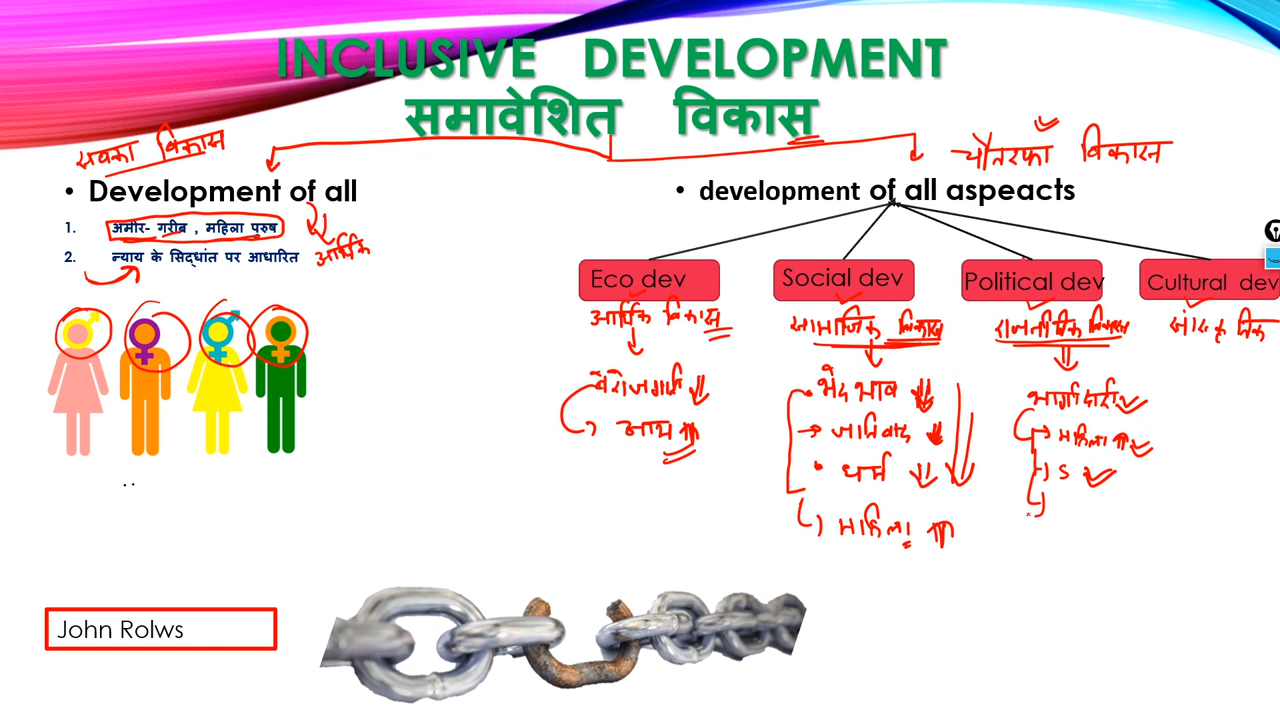 INCLUSIVE DEVELOPMENT
समावेशित विकास
सबका विकास
चौतरफा विकास
• Development of all
1. अमीर- गरीब , महिला पुरुष
2. न्याय के सिद्धांत पर आधारित
आर्थिक
• development of all aspeacts
Eco dev
Social dev
Political dev
Cultural dev
आर्थिक विकास
सामाजिक विकास
राजनीतिक विकास
बेरोजगारी
आय
भेदभाव
जातिवाद
धर्म
महिला
भागीदारी
महिला
S
..
John Rolws